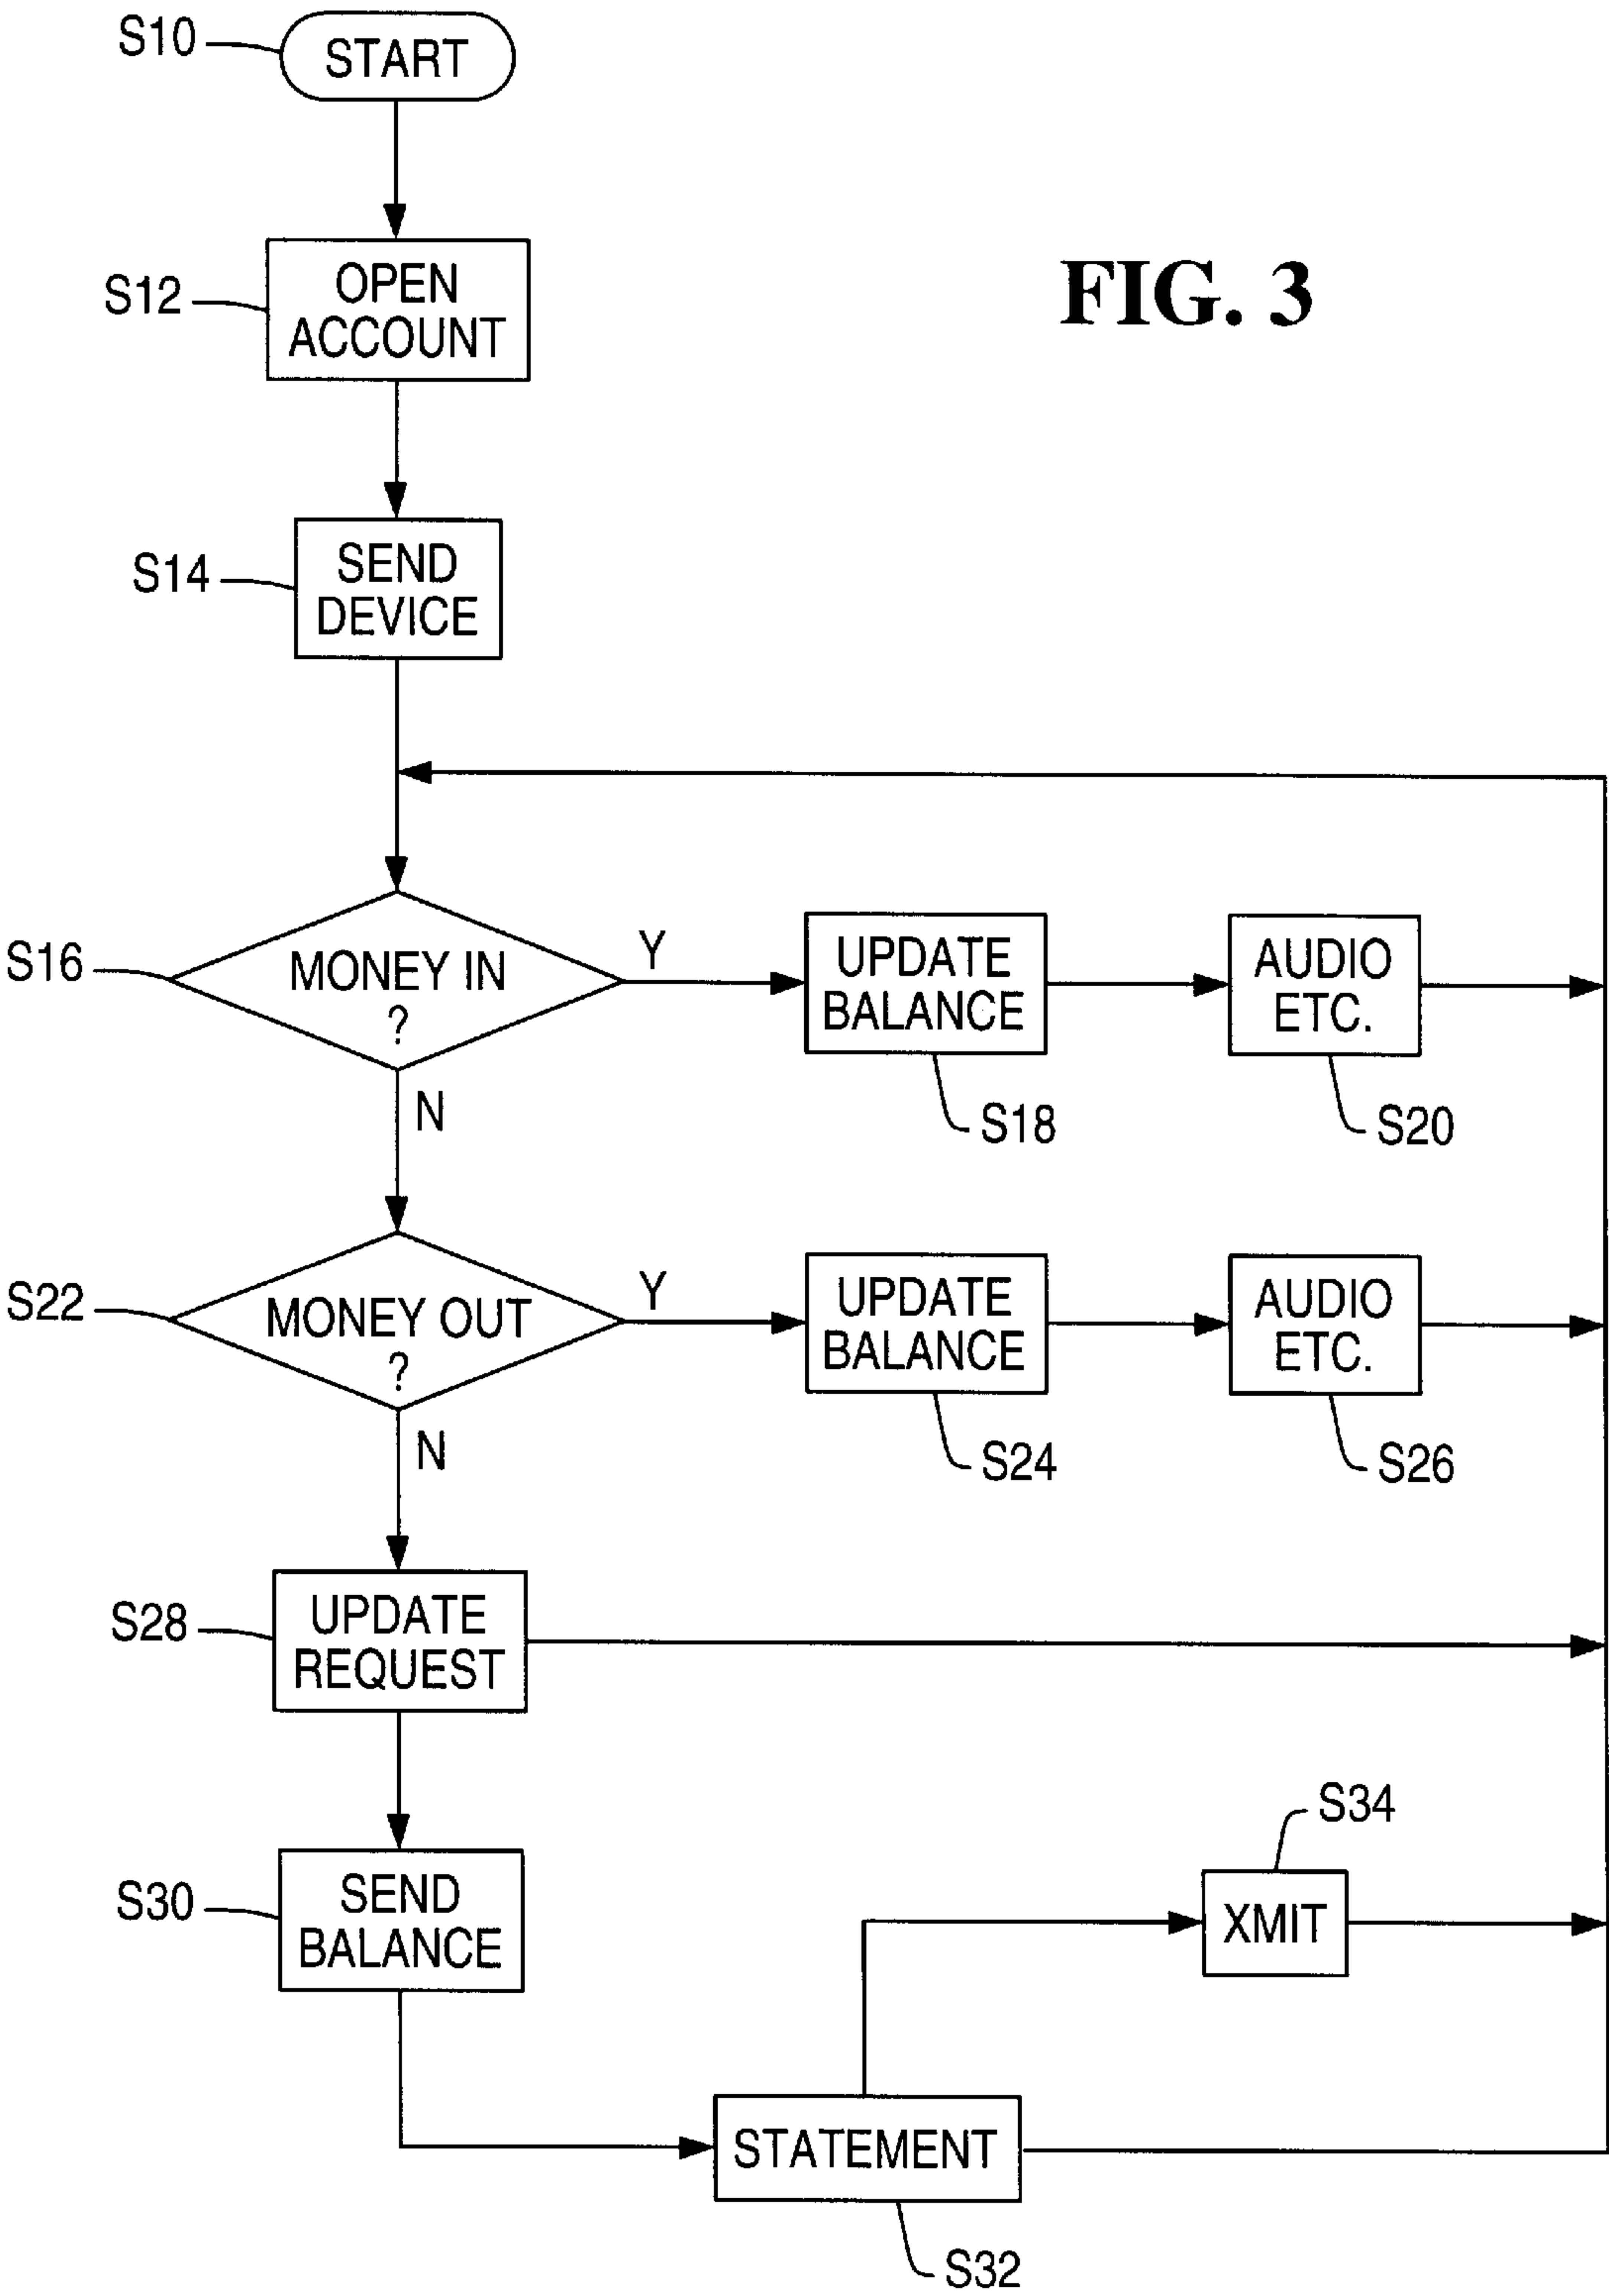 S10
START
FIG. 3
S12
OPEN
ACCOUNT
S14
SEND
DEVICE
S16
MONEY IN
?
Y
UPDATE
BALANCE
AUDIO
ETC.
N
S18
S20
S22
MONEY OUT
?
Y
UPDATE
BALANCE
AUDIO
ETC.
N
S24
S26
S28
UPDATE
REQUEST
S34
S30
SEND
BALANCE
XMIT
STATEMENT
S32